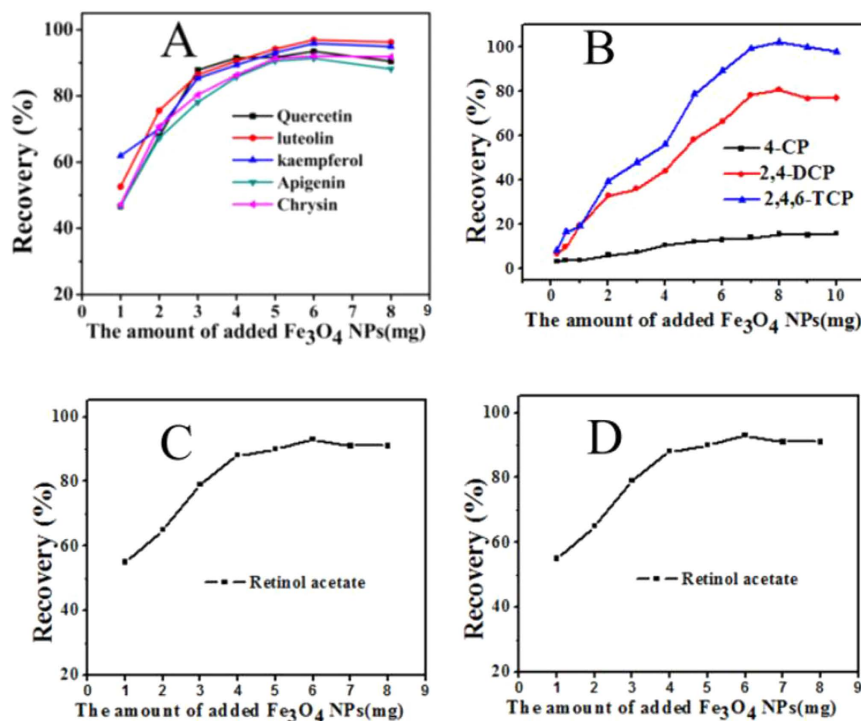 A
Recovery (%)
100
80
60
40
20
Quercetin
luteolin
kaempferol
Apigenin
Chrysin
0 1 2 3 4 5 6 7 8 9
The amount of added Fe3O4 NPs(mg)
B
Recovery (%)
100
80
60
40
20
0
4-CP
2,4-DCP
2,4,6-TCP
0 2 4 6 8 10
The amount of added Fe3O4 NPs(mg)
C
Recovery (%)
100
80
60
40
20
Retinol acetate
0 1 2 3 4 5 6 7 8 9
The amount of added Fe3O4 NPs(mg)
D
Recovery (%)
100
80
60
40
20
Retinol acetate
0 1 2 3 4 5 6 7 8 9
The amount of added Fe3O4 NPs(mg)